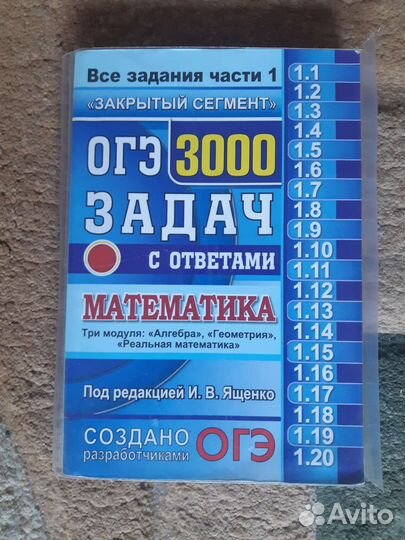 Все задания части 1
«ЗАКРЫТЫЙ СЕГМЕНТ»
ОГЭ 3000
ЗАДАЧ
С ОТВЕТАМИ
МАТЕМАТИКА
Три модуля: «Алгебра», «Геометрия»,
«Реальная математика»
Под редакцией И. В. Ященко
СОЗДАНО
разработчиками ОГЭ
1.1
1.2
1.3
1.4
1.5
1.6
1.7
1.8
1.9
1.10
1.11
1.12
1.13
1.14
1.15
1.16
1.17
1.18
1.19
1.20
Avito